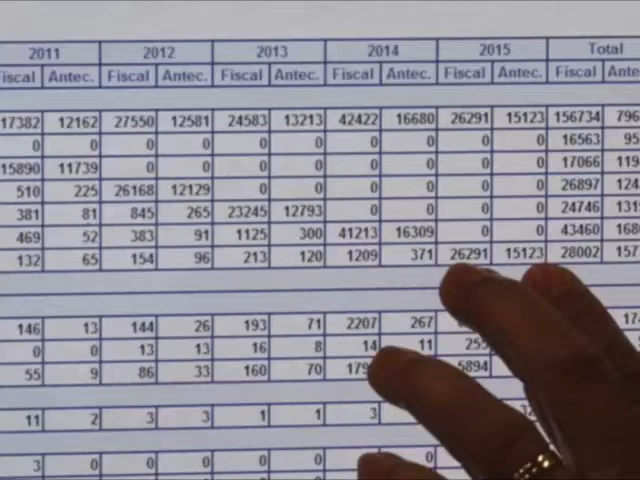 2011 2012 2013 2014 2015 Total
Antec. Fiscal Antec. Fiscal Antec. Fiscal Antec. Fiscal Antec. Fiscal
17382 12162 27550 12581 24583 13213 42422 16680 26291 15123 156734
0 0 0 0 0 0 0 0 0 0 16563
15890 11739 0 0 0 0 0 0 0 0 17066
510 225 26168 12129 0 0 0 0 0 0 26897
381 81 845 265 23245 12793 0 0 0 0 24746
469 52 383 91 1125 300 41213 16309 0 0 43460
132 65 154 96 213 120 1209 371 26291 15123 28002
146 13 144 26 193 71 2207 267
0 0 13 13 16 8 14 11
55 9 86 33 160 70 5894
11 2 3 3 1 1 3
3 0 0 0 0 0 0